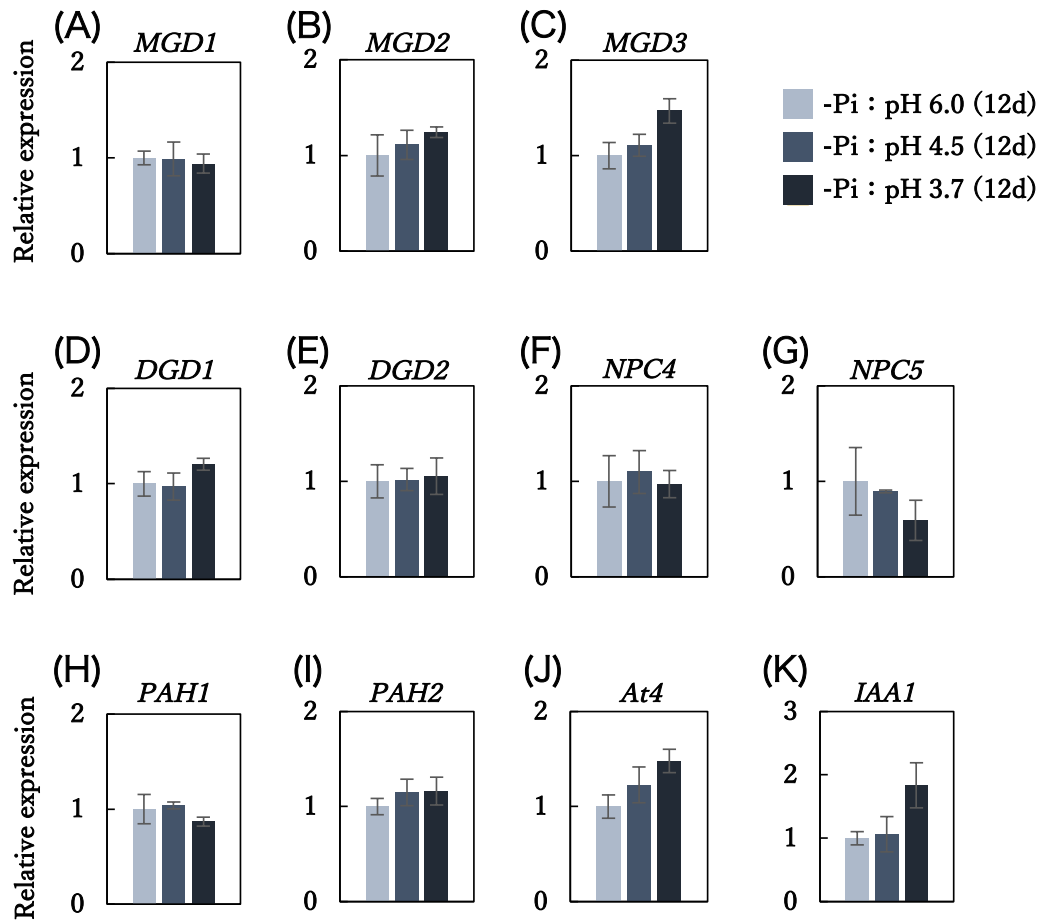 (A) MGD1
(B) MGD2
(C) MGD3
Relative expression
2
1
0
2
1
0
2
1
0
-Pi : pH 6.0 (12d)
-Pi : pH 4.5 (12d)
-Pi : pH 3.7 (12d)
(D) DGD1
(E) DGD2
(F) NPC4
(G) NPC5
Relative expression
2
1
0
2
1
0
2
1
0
2
1
0
(H) PAH1
(I) PAH2
(J) At4
(K) IAA1
Relative expression
2
1
0
2
1
0
2
1
0
3
2
1
0